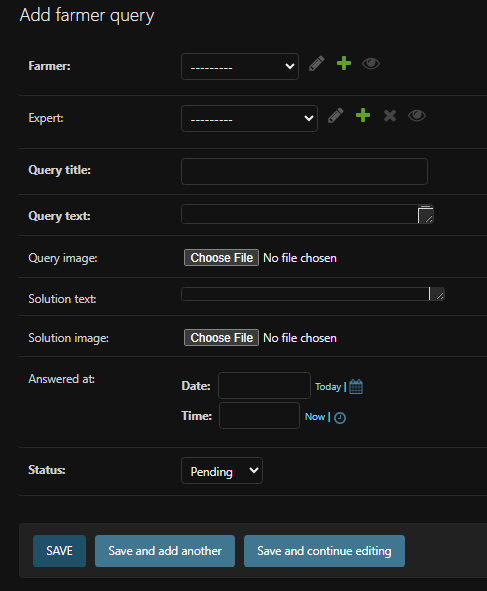 Add farmer query
Farmer: ---------
Expert: ---------
Query title:
Query text:
Query image: Choose File No file chosen
Solution text:
Solution image: Choose File No file chosen
Answered at: Date: Today |
Time: Now |
Status: Pending
SAVE Save and add another Save and continue editing